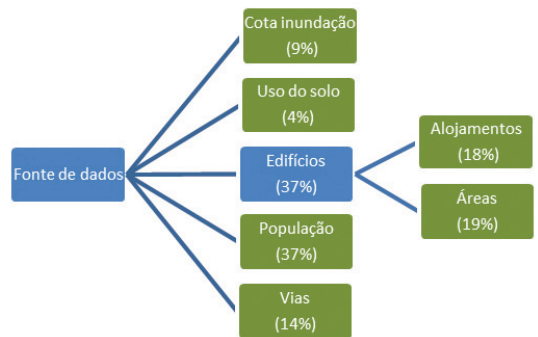 Cota inundação
(9%)
Uso do solo
(4%)
Fonte de dados
Edifícios
(37%)
Alojamentos
(18%)
Áreas
(19%)
População
(37%)
Vias
(14%)